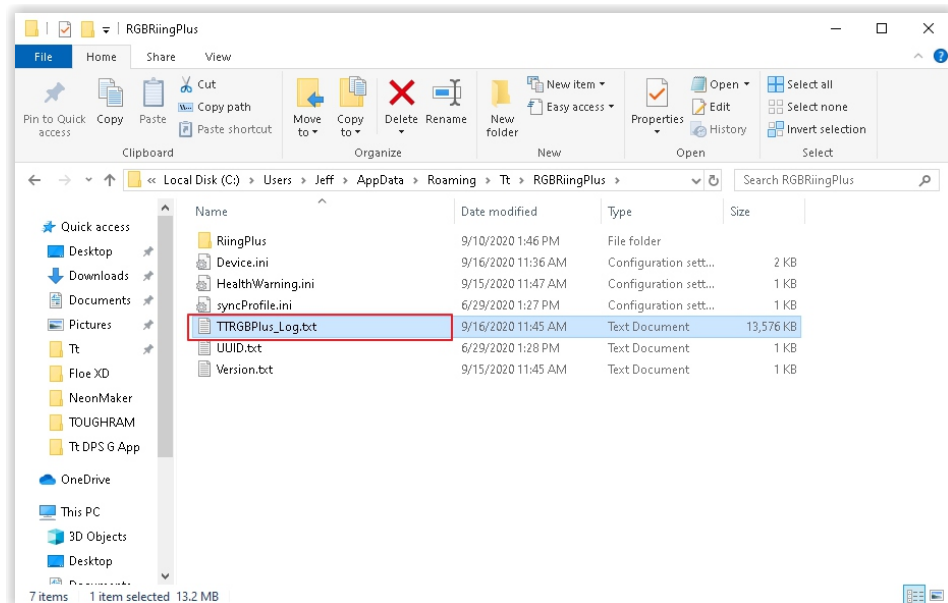 RGBRiingPlus
File Home Share View
Pin to Quick access
Copy
Paste
Cut
Copy path
Paste shortcut
Clipboard
Move to
Copy to
Delete
Rename
Organize
New folder
New item
Easy access
New
Properties
Open
Edit
History
Open
Select all
Select none
Invert selection
Select
« Local Disk (C:) > Users > Jeff > AppData > Roaming > Tt > RGBRiingPlus >
Search RGBRiingPlus
Quick access
Desktop
Downloads
Documents
Pictures
Tt
Floe XD
NeonMaker
TOUGHRAM
Tt DPS G App
OneDrive
This PC
3D Objects
Desktop
Documents
Name Date modified Type Size
RiingPlus 9/10/2020 1:46 PM File folder
Device.ini 9/16/2020 11:36 AM Configuration sett... 2 KB
HealthWarning.ini 9/15/2020 11:47 AM Configuration sett... 1 KB
syncProfile.ini 6/29/2020 1:27 PM Configuration sett... 1 KB
TTRGBPlus_Log.txt 9/16/2020 11:45 AM Text Document 13,576 KB
UUID.txt 6/29/2020 1:28 PM Text Document 1 KB
Version.txt 9/15/2020 11:45 AM Text Document 1 KB
7 items 1 item selected 13.2 MB